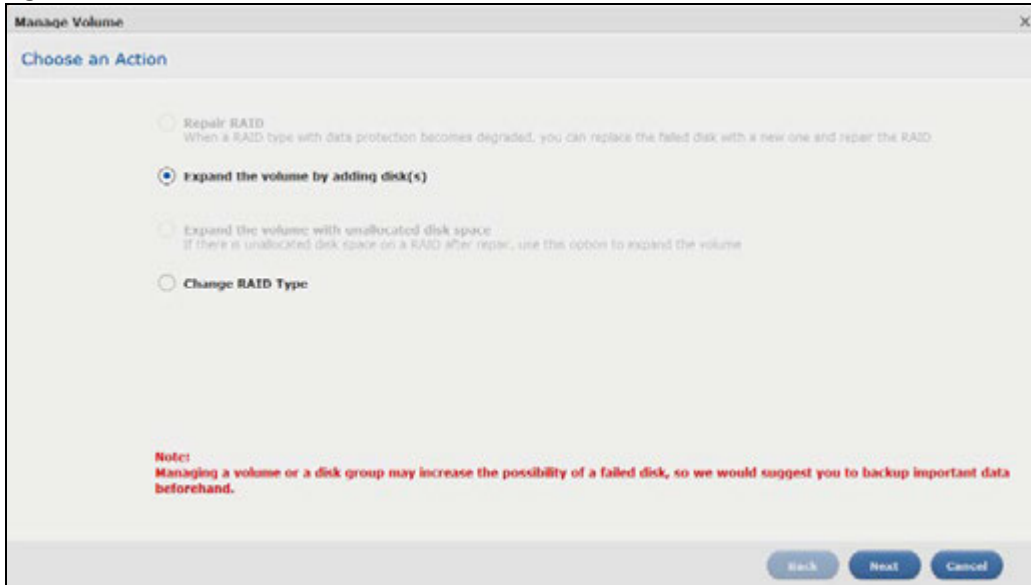 Manage Volume
Choose an Action
Repair RAID
When a RAID type with data protection becomes degraded, you can replace the failed disk with a new one and repair the RAID
Expand the volume by adding disk(s)
Expand the volume with unallocated disk space
If there is unallocated disk space on a RAID after repair, use this option to expand the volume
Change RAID Type
Note:
Managing a volume or a disk group may increase the possibility of a failed disk, so we would suggest you to backup important data
beforehand.
Back Next Cancel